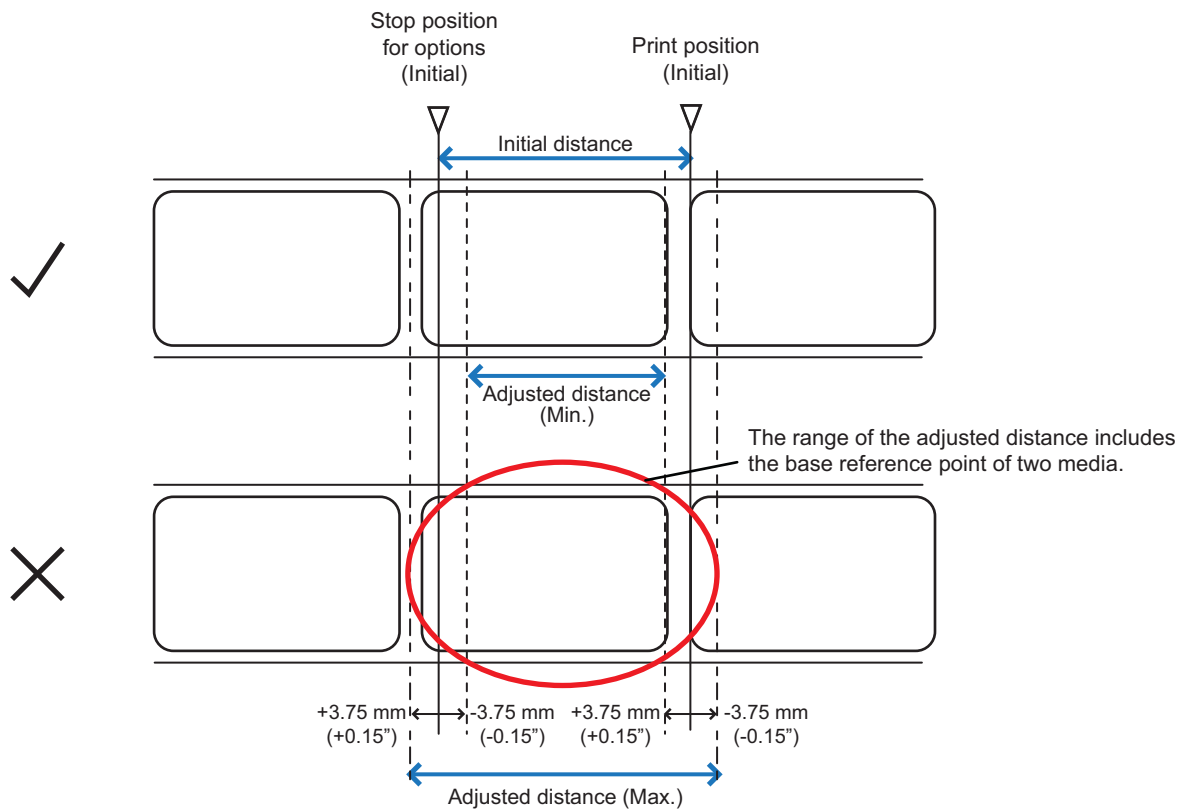 Stop position
for options
(Initial)
Print position
(Initial)
Initial distance
Adjusted distance
(Min.)
The range of the adjusted distance includes
the base reference point of two media.
+3.75 mm
(+0.15”)
-3.75 mm
(-0.15”)
+3.75 mm
(+0.15”)
-3.75 mm
(-0.15”)
Adjusted distance (Max.)